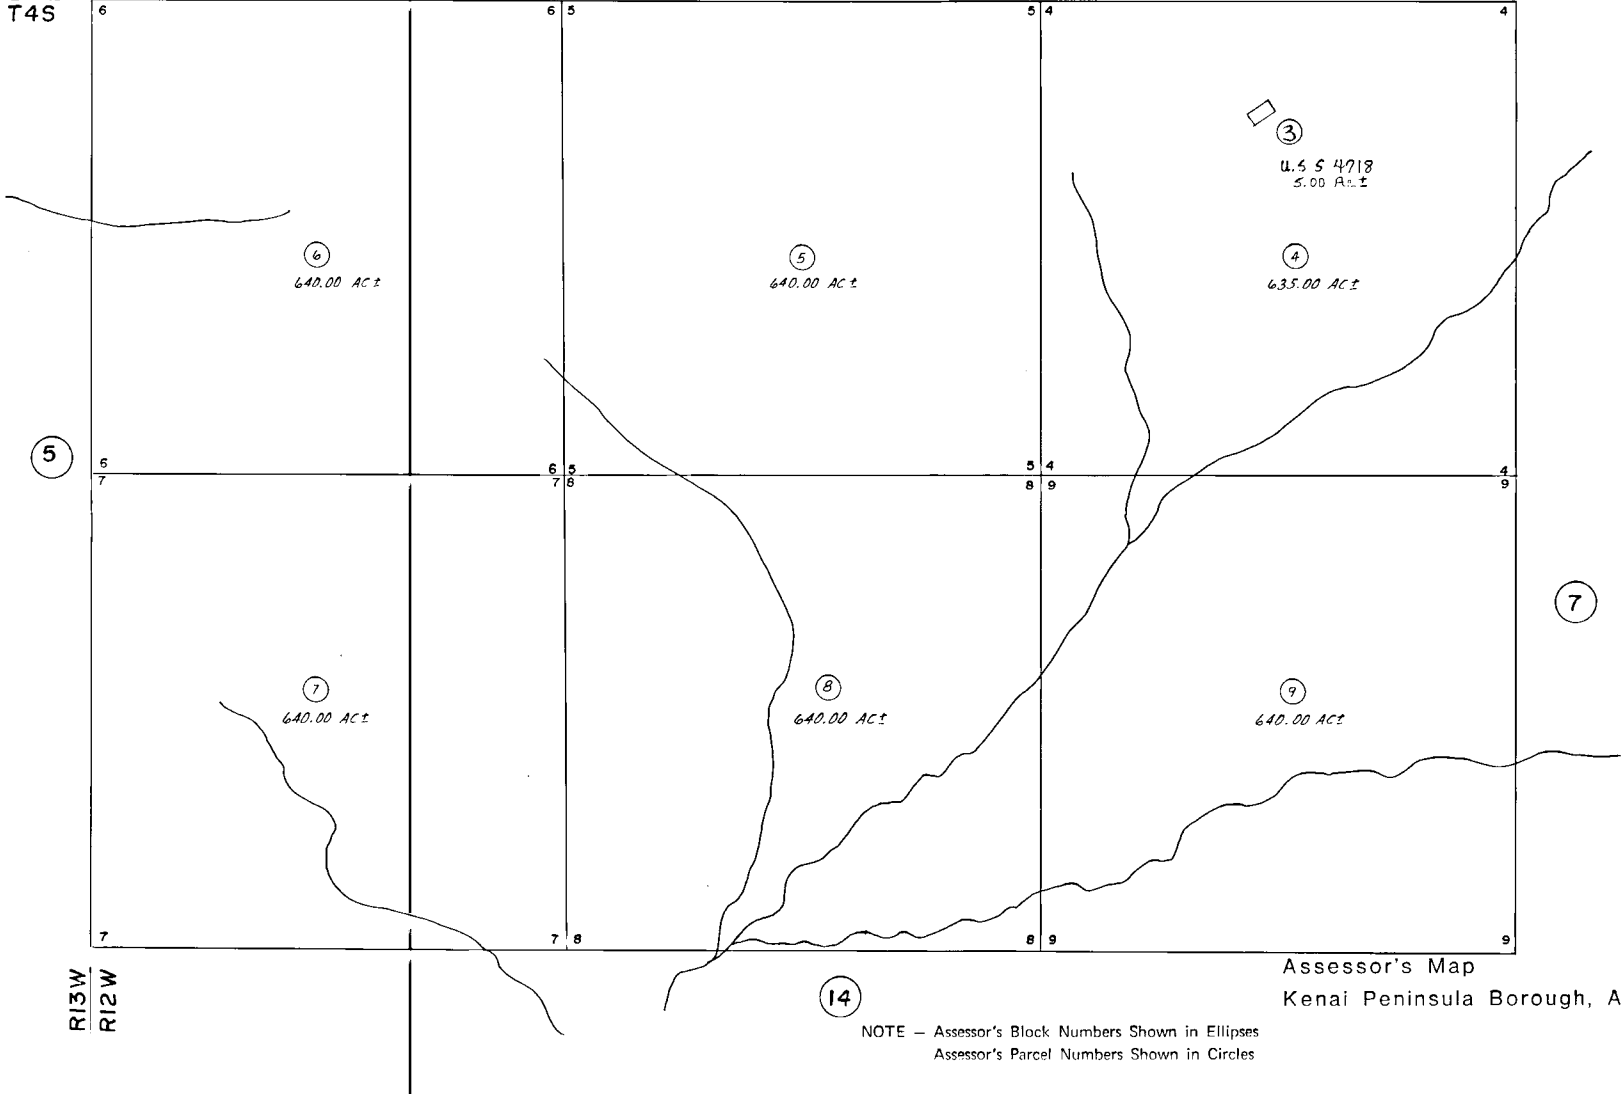 T4S
6
6 5
5 4
4
3
U.S S 4718
5.00 Ac ±
6
640.00 AC ±
5
640.00 AC ±
4
635.00 AC ±
5
6
7
6 5
7 8
5 4
8 9
4
9
7
7
640.00 AC ±
8
640.00 AC ±
9
640.00 AC ±
7
7 8
8 9
9
R13W
R12W
14
Assessor's Map
Kenai Peninsula Borough, A
NOTE – Assessor's Block Numbers Shown in Ellipses
Assessor's Parcel Numbers Shown in Circles